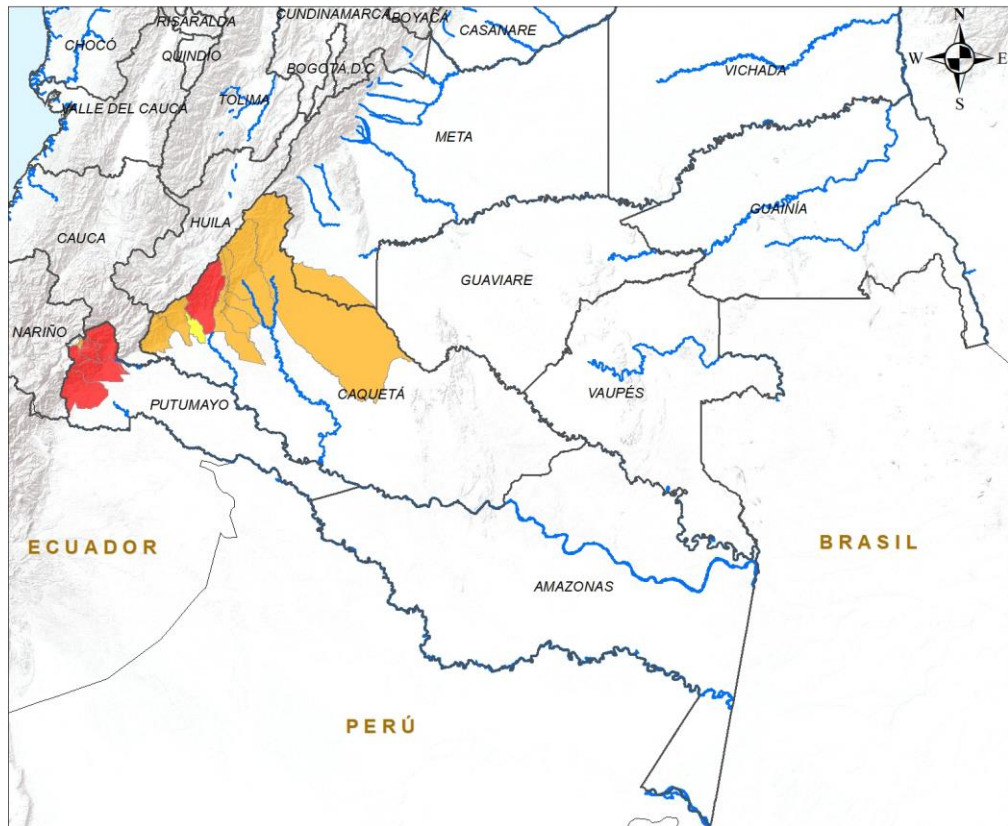 CUNDINAMARCA
BOYACÁ
RISARALDA
CASANARE
N
CHOCÓ
QUINDÍO
BOGOTÁ D.C
VICHADA
W
E
S
VALLE DEL CAUCA
TOLIMA
META
GUAINÍA
HUILA
CAUCA
GUAVIARE
NARIÑO
CAQUETÁ
VAUPÉS
PUTUMAYO
ECUADOR
BRASIL
AMAZONAS
PERÚ